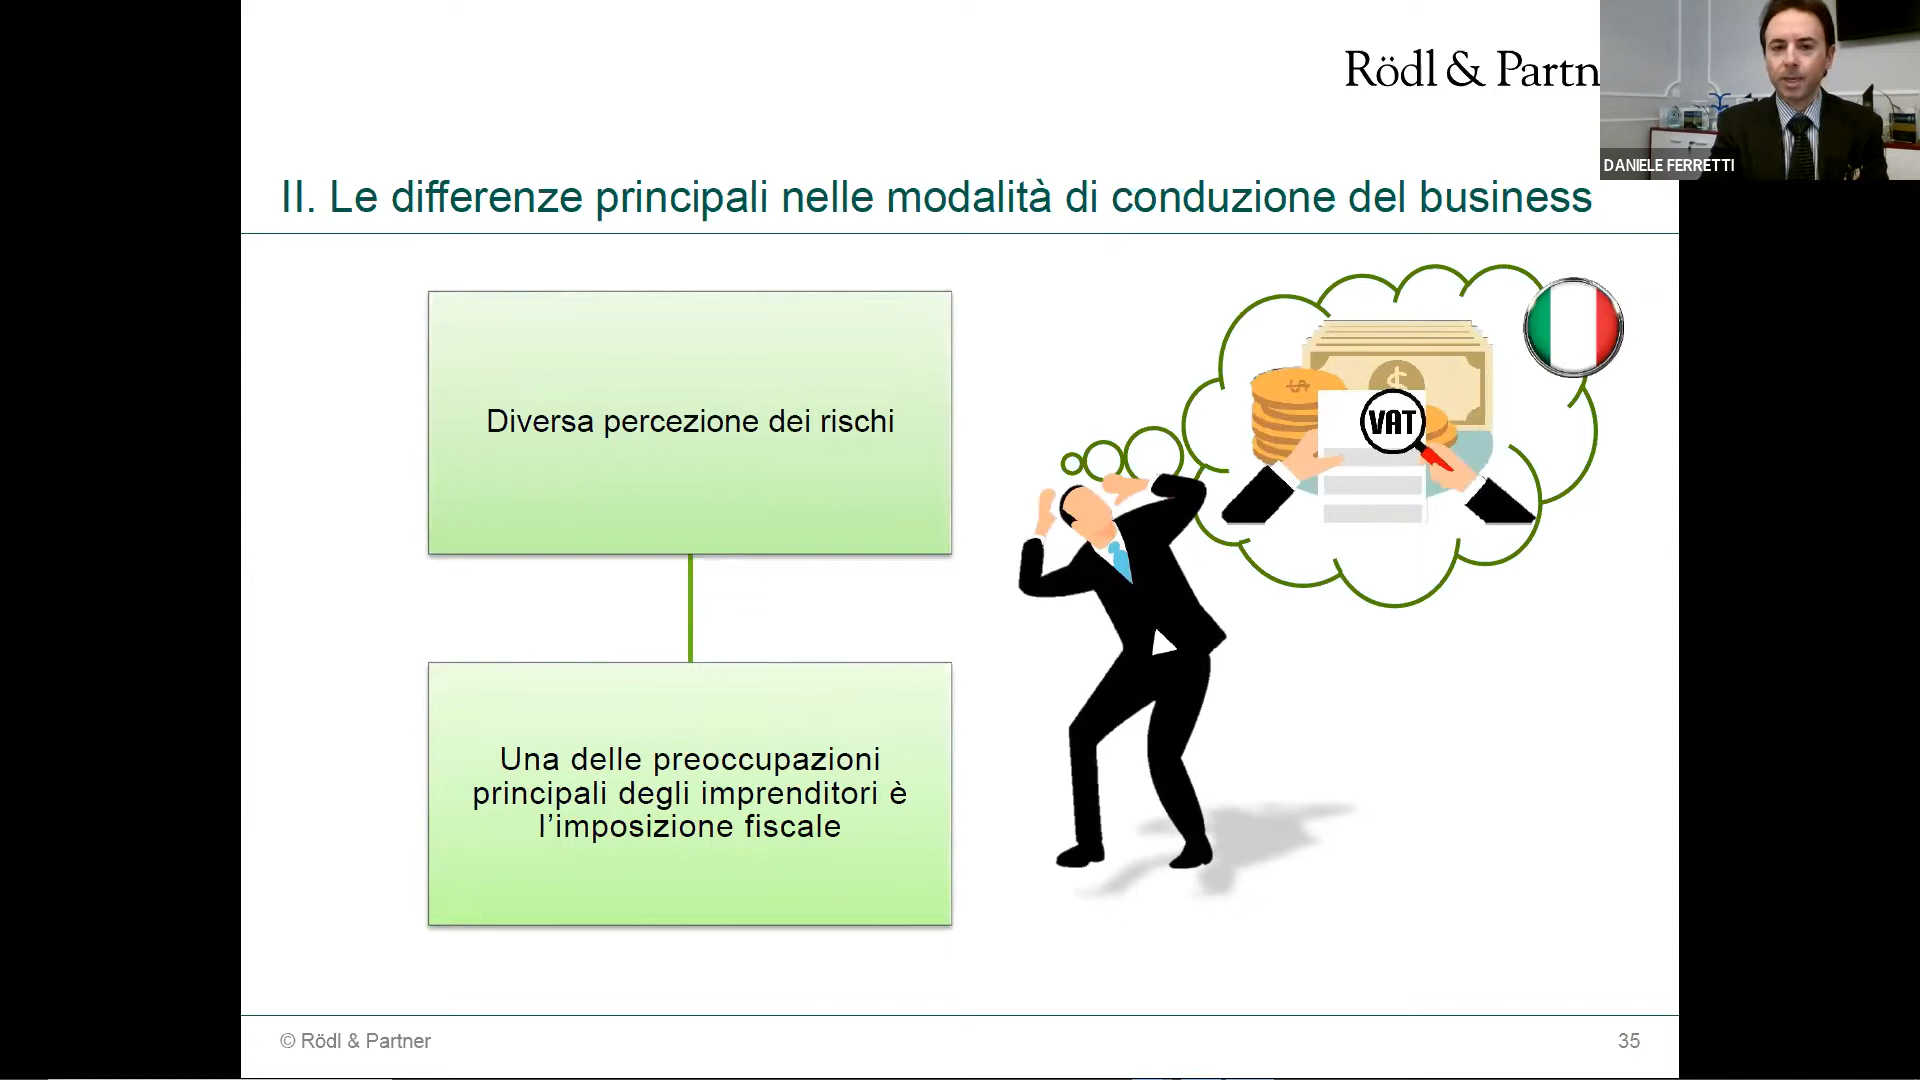 Rödl & Partn
DANIELE FERRETTI
II. Le differenze principali nelle modalità di conduzione del business
Diversa percezione dei rischi
VAT
Una delle preoccupazioni
principali degli imprenditori è
l’imposizione fiscale
© Rödl & Partner
35